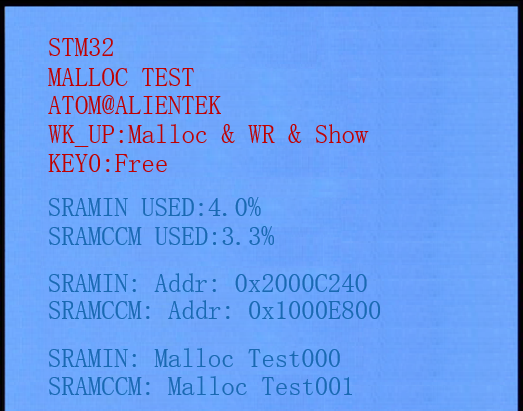 STM32
MALLOC TEST
ATOM@ALIENTEK
WK_UP:Malloc & WR & Show
KEY0:Free
SRAMIN USED:4.0%
SRAMCCM USED:3.3%
SRAMIN: Addr: 0x2000C240
SRAMCCM: Addr: 0x1000E800
SRAMIN: Malloc Test000
SRAMCCM: Malloc Test001